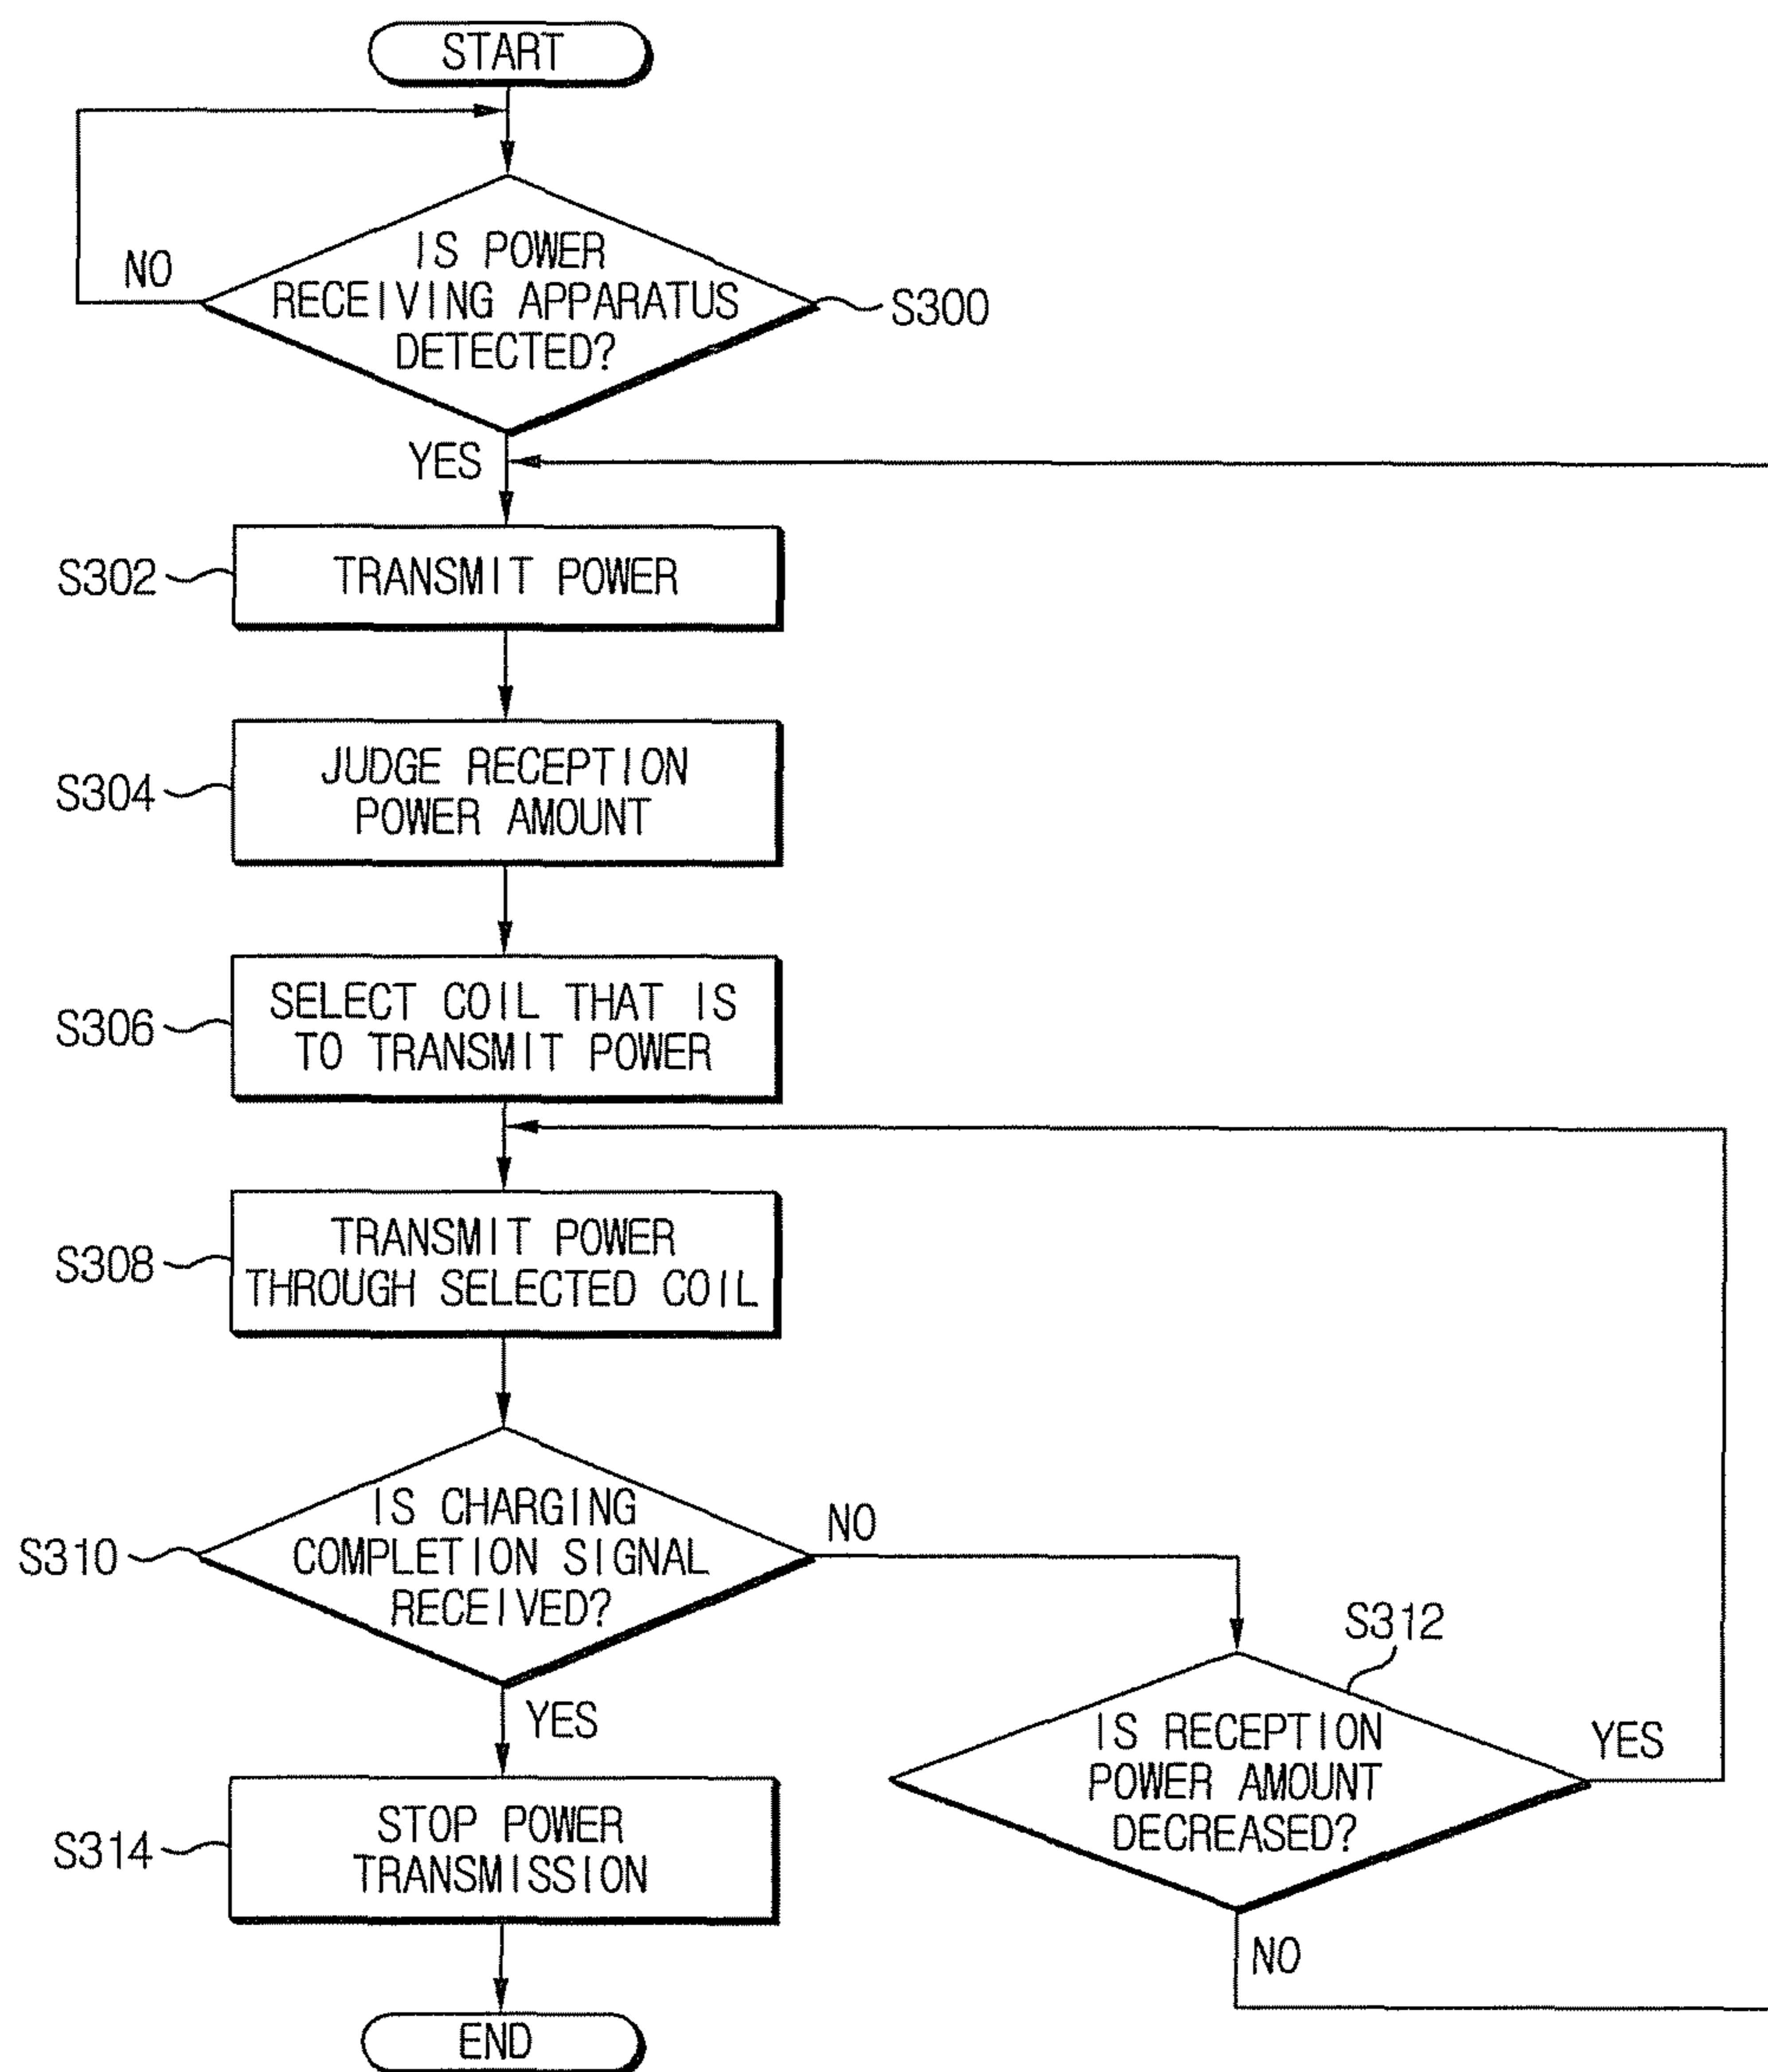 START
IS POWER
RECEIVING APPARATUS
DETECTED?
NO
S300
YES
S302
TRANSMIT POWER
S304
JUDGE RECEPTION
POWER AMOUNT
S306
SELECT COIL THAT IS
TO TRANSMIT POWER
S308
TRANSMIT POWER
THROUGH SELECTED COIL
S310
IS CHARGING
COMPLETION SIGNAL
RECEIVED?
NO
YES
S312
IS RECEPTION
POWER AMOUNT
DECREASED?
YES
NO
S314
STOP POWER
TRANSMISSION
END